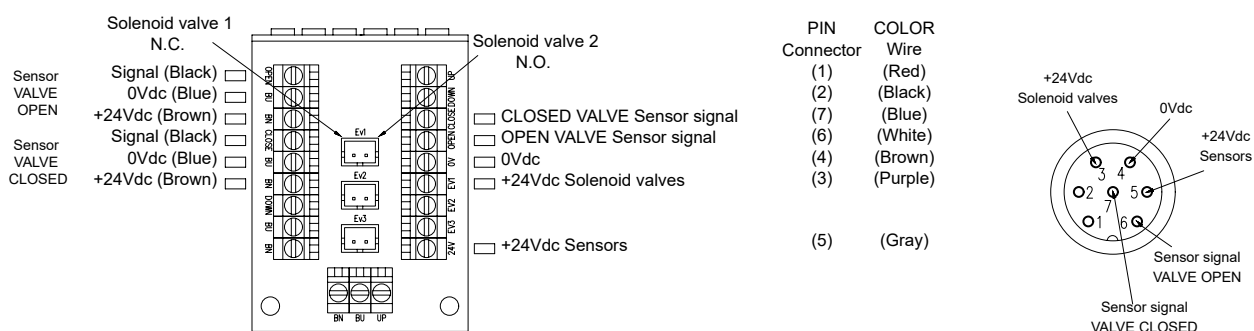 Solenoid valve 1
N.C.
Solenoid valve 2
N.O.
Sensor
VALVE
OPEN
Signal (Black)
0Vdc (Blue)
+24Vdc (Brown)
Sensor
VALVE
CLOSED
Signal (Black)
0Vdc (Blue)
+24Vdc (Brown)
OPEN
BU
BN
CLOSE
BU
BN
DOWN
BU
BN
Ev1
Ev2
Ev3
BN BU UP
UP
DOWN
CLOSE
OPEN
0V
EV1
EV2
EV3
24V
CLOSED VALVE Sensor signal
OPEN VALVE Sensor signal
0Vdc
+24Vdc Solenoid valves
+24Vdc Sensors
PIN COLOR
Connector Wire
(1) (Red)
(2) (Black)
(7) (Blue)
(6) (White)
(4) (Brown)
(3) (Purple)
(5) (Gray)
+24Vdc
Solenoid valves
0Vdc
+24Vdc
Sensors
3 4
2 5
7
1 6
Sensor signal
VALVE OPEN
Sensor signal
VALVE CLOSED